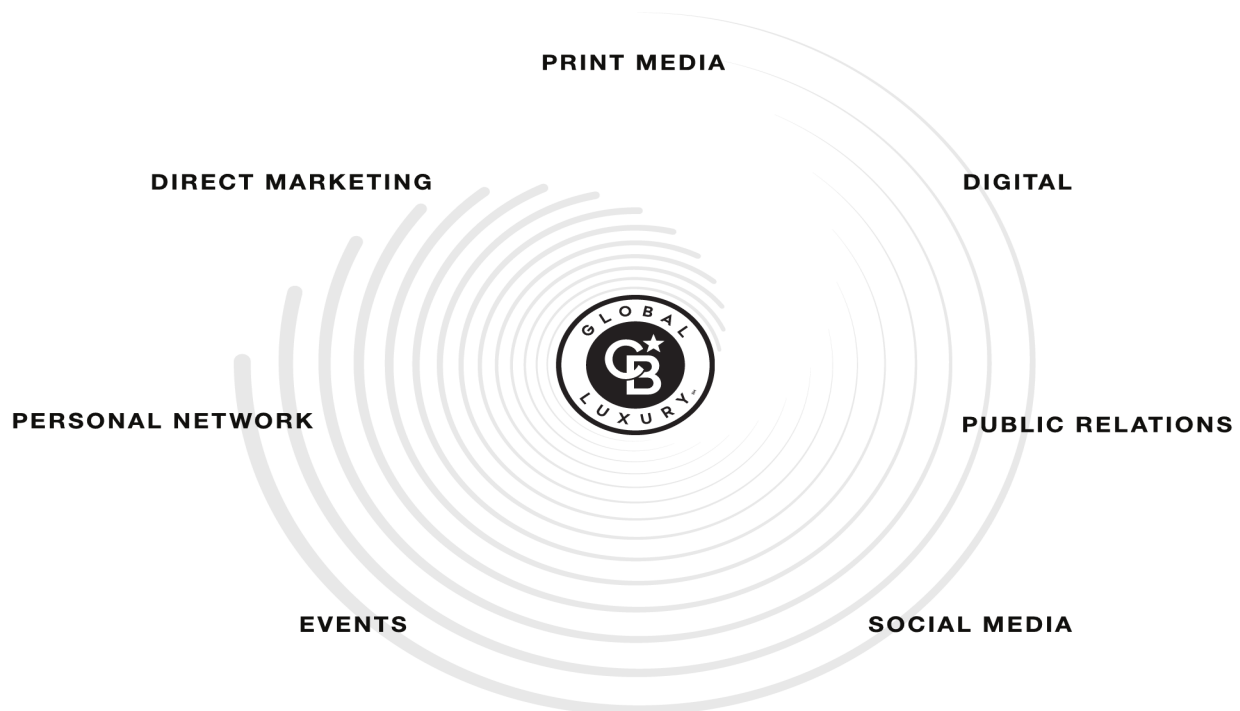 PRINT MEDIA
DIRECT MARKETING
DIGITAL
GLOBAL
CB
LUXURY
PERSONAL NETWORK
PUBLIC RELATIONS
EVENTS
SOCIAL MEDIA